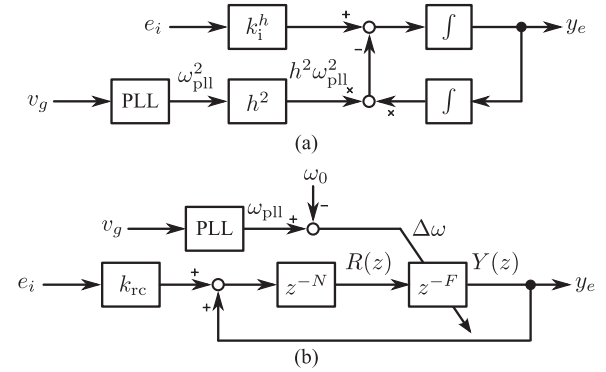 e_i k_i^h + − ∫ y_e
v_g PLL ω_pll^2 h^2 h^2ω_pll^2 × × ∫
(a)
ω_0
v_g PLL ω_pll + − Δω
e_i k_rc + + z^{-N} R(z) z^{-F} Y(z) y_e
(b)